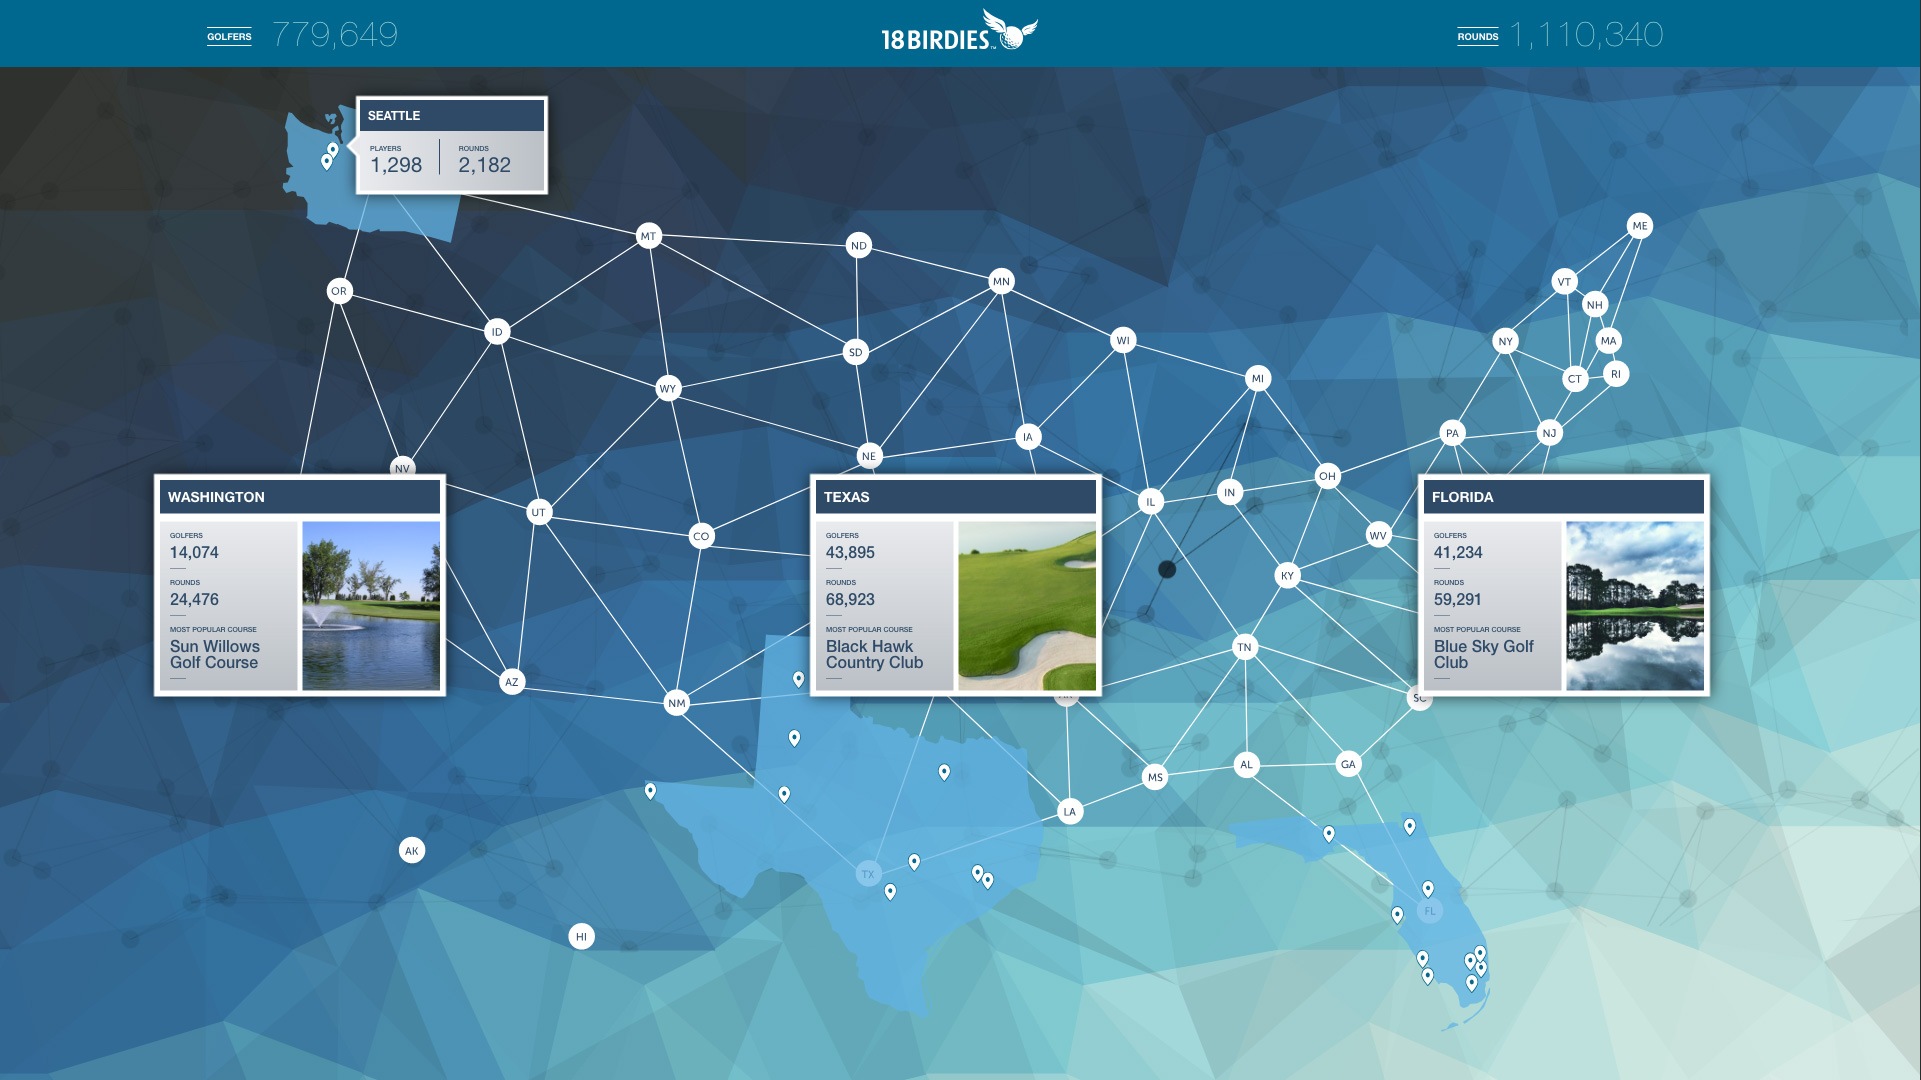 GOLFERS 779,649
18BIRDIES™
ROUNDS 1,110,340
SEATTLE
PLAYERS
1,298
ROUNDS
2,182
ME
MT
ND
MN
VT
OR
NH
ID
WI
NY
MA
SD
MI
CT
RI
WY
IA
PA
NJ
NE
NV
OH
IN
IL
UT
CO
WV
KY
WASHINGTON
GOLFERS
14,074
ROUNDS
24,476
MOST POPULAR COURSE
Sun Willows
Golf Course
TEXAS
GOLFERS
43,895
ROUNDS
68,923
MOST POPULAR COURSE
Black Hawk
Country Club
FLORIDA
GOLFERS
41,234
ROUNDS
59,291
MOST POPULAR COURSE
Blue Sky Golf
Club
TN
AZ
NM
SC
MS
AL
GA
LA
AK
TX
FL
HI